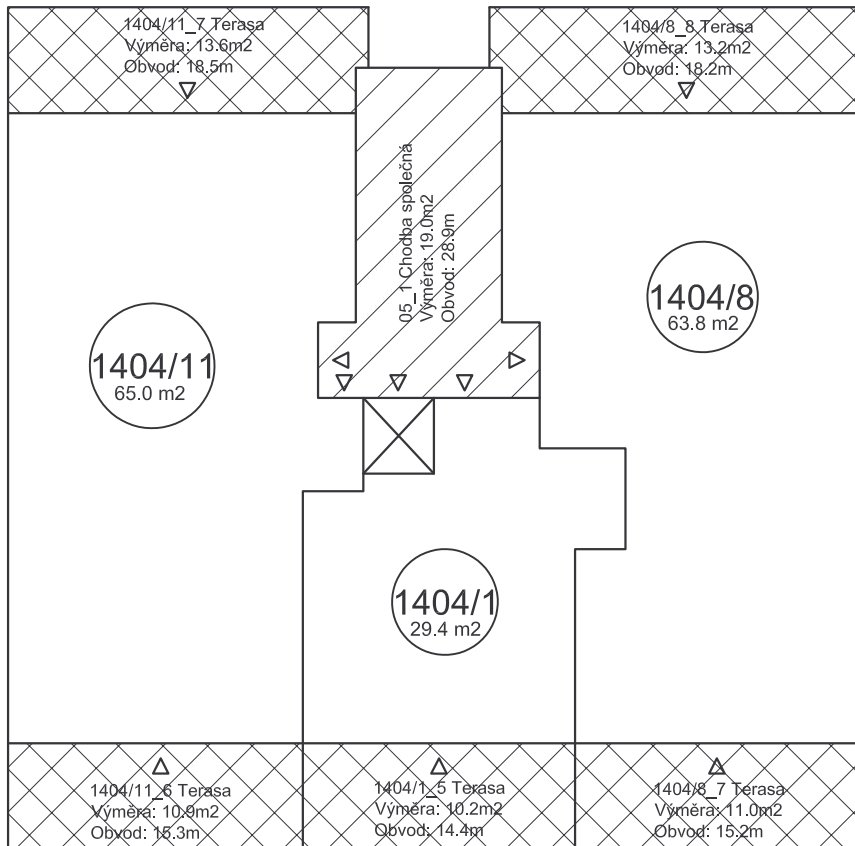 1404/11_7 Terasa
Výměra: 13.6m2
Obvod: 18.5m
1404/8_8 Terasa
Výměra: 13.2m2
Obvod: 18.2m
05_1 Chodba společná
Výměra: 19.0m2
Obvod: 28.9m
1404/8
63.8 m2
1404/11
65.0 m2
1404/1
29.4 m2
1404/11_6 Terasa
Výměra: 10.9m2
Obvod: 15.3m
1404/1_5 Terasa
Výměra: 10.2m2
Obvod: 14.4m
1404/8_7 Terasa
Výměra: 11.0m2
Obvod: 15.2m